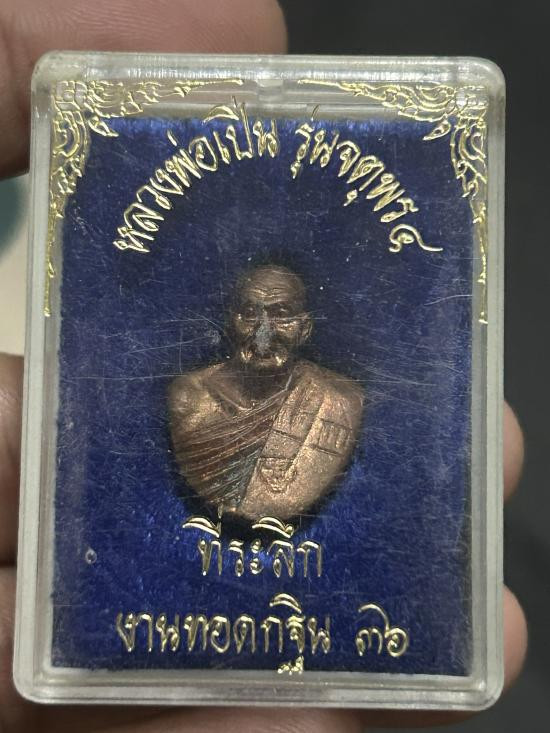 หลวงพ่อเปิ่น รุ่นจตุพร ๔
ที่ระลึก
งานทอดกฐิน ๓๖